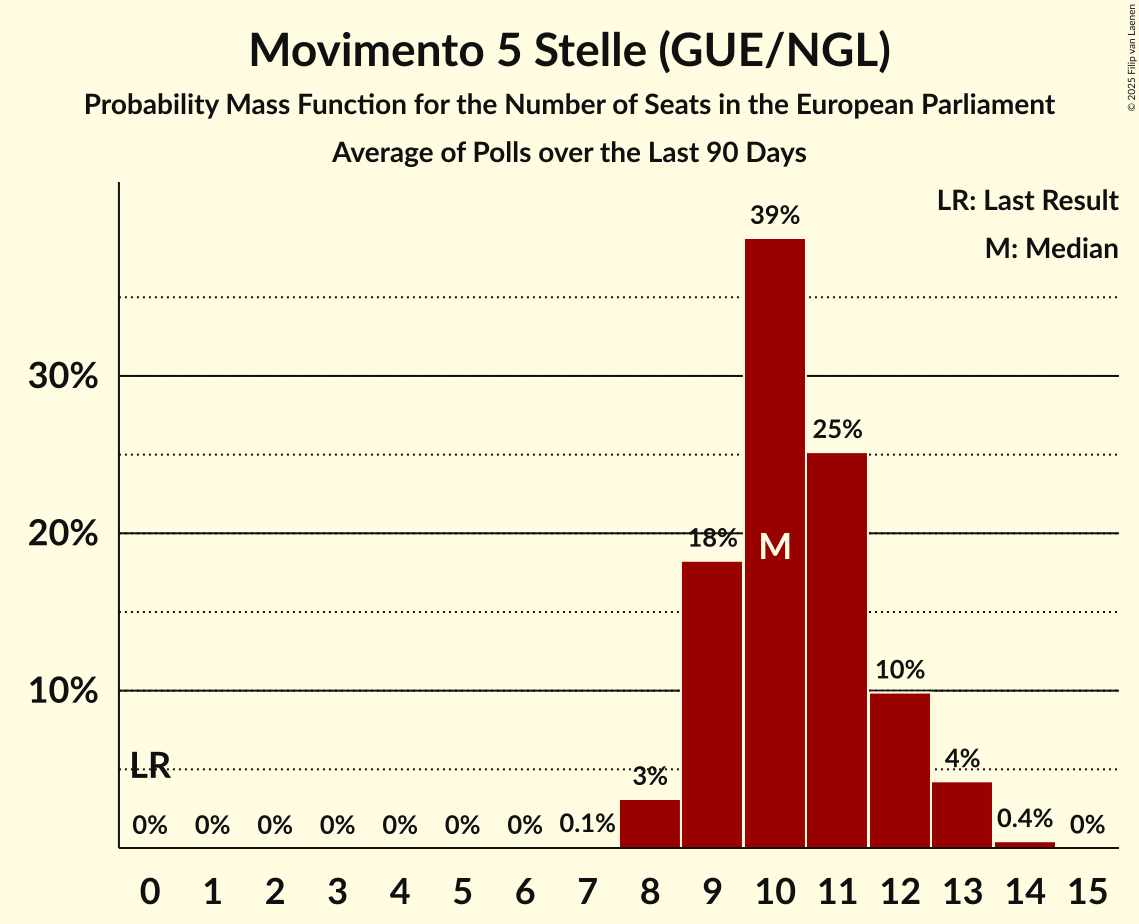 Movimento 5 Stelle (GUE/NGL)
Probability Mass Function for the Number of Seats in the European Parliament
Average of Polls over the Last 90 Days
© 2025 Filip van Laenen
LR: Last Result
M: Median
39%
30%
25%
20%
18%
M
10%
10%
LR
4%
3%
0% 0% 0% 0% 0% 0% 0% 0.1% 0.4% 0%
0 1 2 3 4 5 6 7 8 9 10 11 12 13 14 15